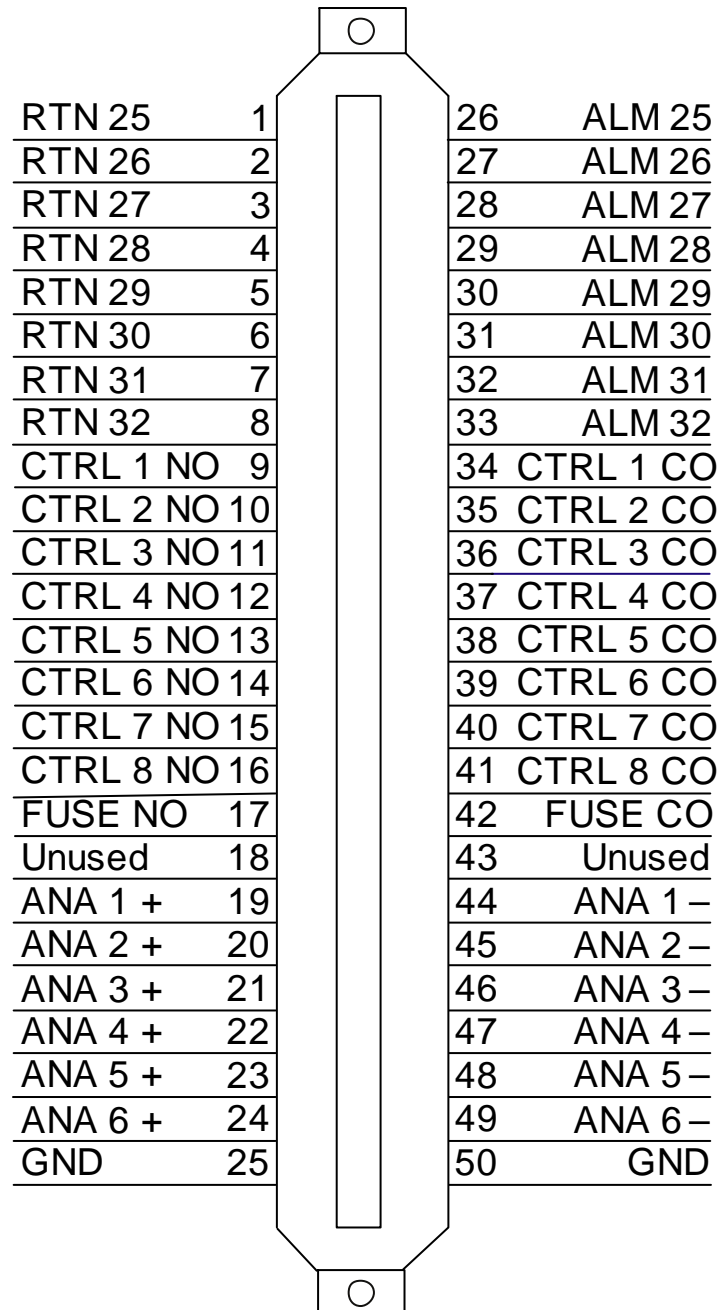 RTN 25 1 26 ALM 25
RTN 26 2 27 ALM 26
RTN 27 3 28 ALM 27
RTN 28 4 29 ALM 28
RTN 29 5 30 ALM 29
RTN 30 6 31 ALM 30
RTN 31 7 32 ALM 31
RTN 32 8 33 ALM 32
CTRL 1 NO 9 34 CTRL 1 CO
CTRL 2 NO 10 35 CTRL 2 CO
CTRL 3 NO 11 36 CTRL 3 CO
CTRL 4 NO 12 37 CTRL 4 CO
CTRL 5 NO 13 38 CTRL 5 CO
CTRL 6 NO 14 39 CTRL 6 CO
CTRL 7 NO 15 40 CTRL 7 CO
CTRL 8 NO 16 41 CTRL 8 CO
FUSE NO 17 42 FUSE CO
Unused 18 43 Unused
ANA 1 + 19 44 ANA 1 –
ANA 2 + 20 45 ANA 2 –
ANA 3 + 21 46 ANA 3 –
ANA 4 + 22 47 ANA 4 –
ANA 5 + 23 48 ANA 5 –
ANA 6 + 24 49 ANA 6 –
GND 25 50 GND